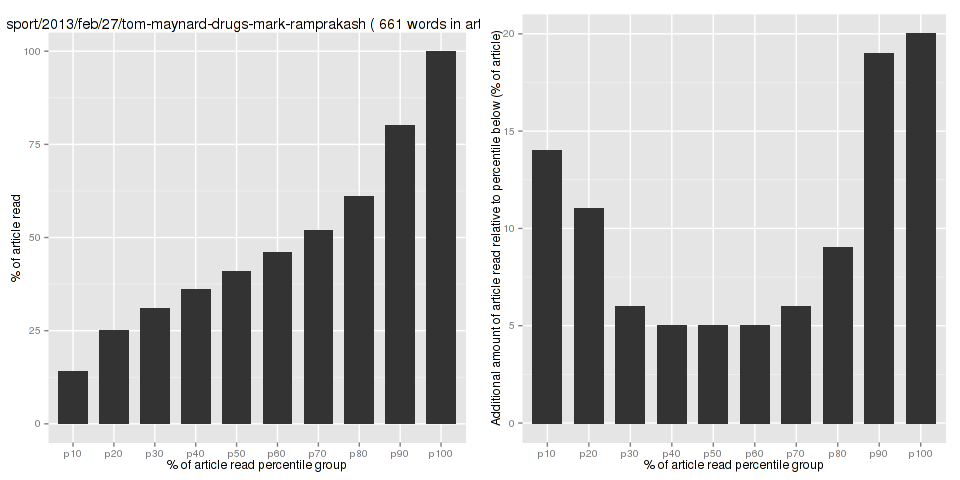 sport/2013/feb/27/tom-maynard-drugs-mark-ramprakash ( 661 words in art
100
75
50
25
0
% of article read
p10 p20 p30 p40 p50 p60 p70 p80 p90 p100
% of article read percentile group
20
15
10
5
0
Additional amount of article read relative to percentile below (% of article)
p10 p20 p30 p40 p50 p60 p70 p80 p90 p100
% of article read percentile group